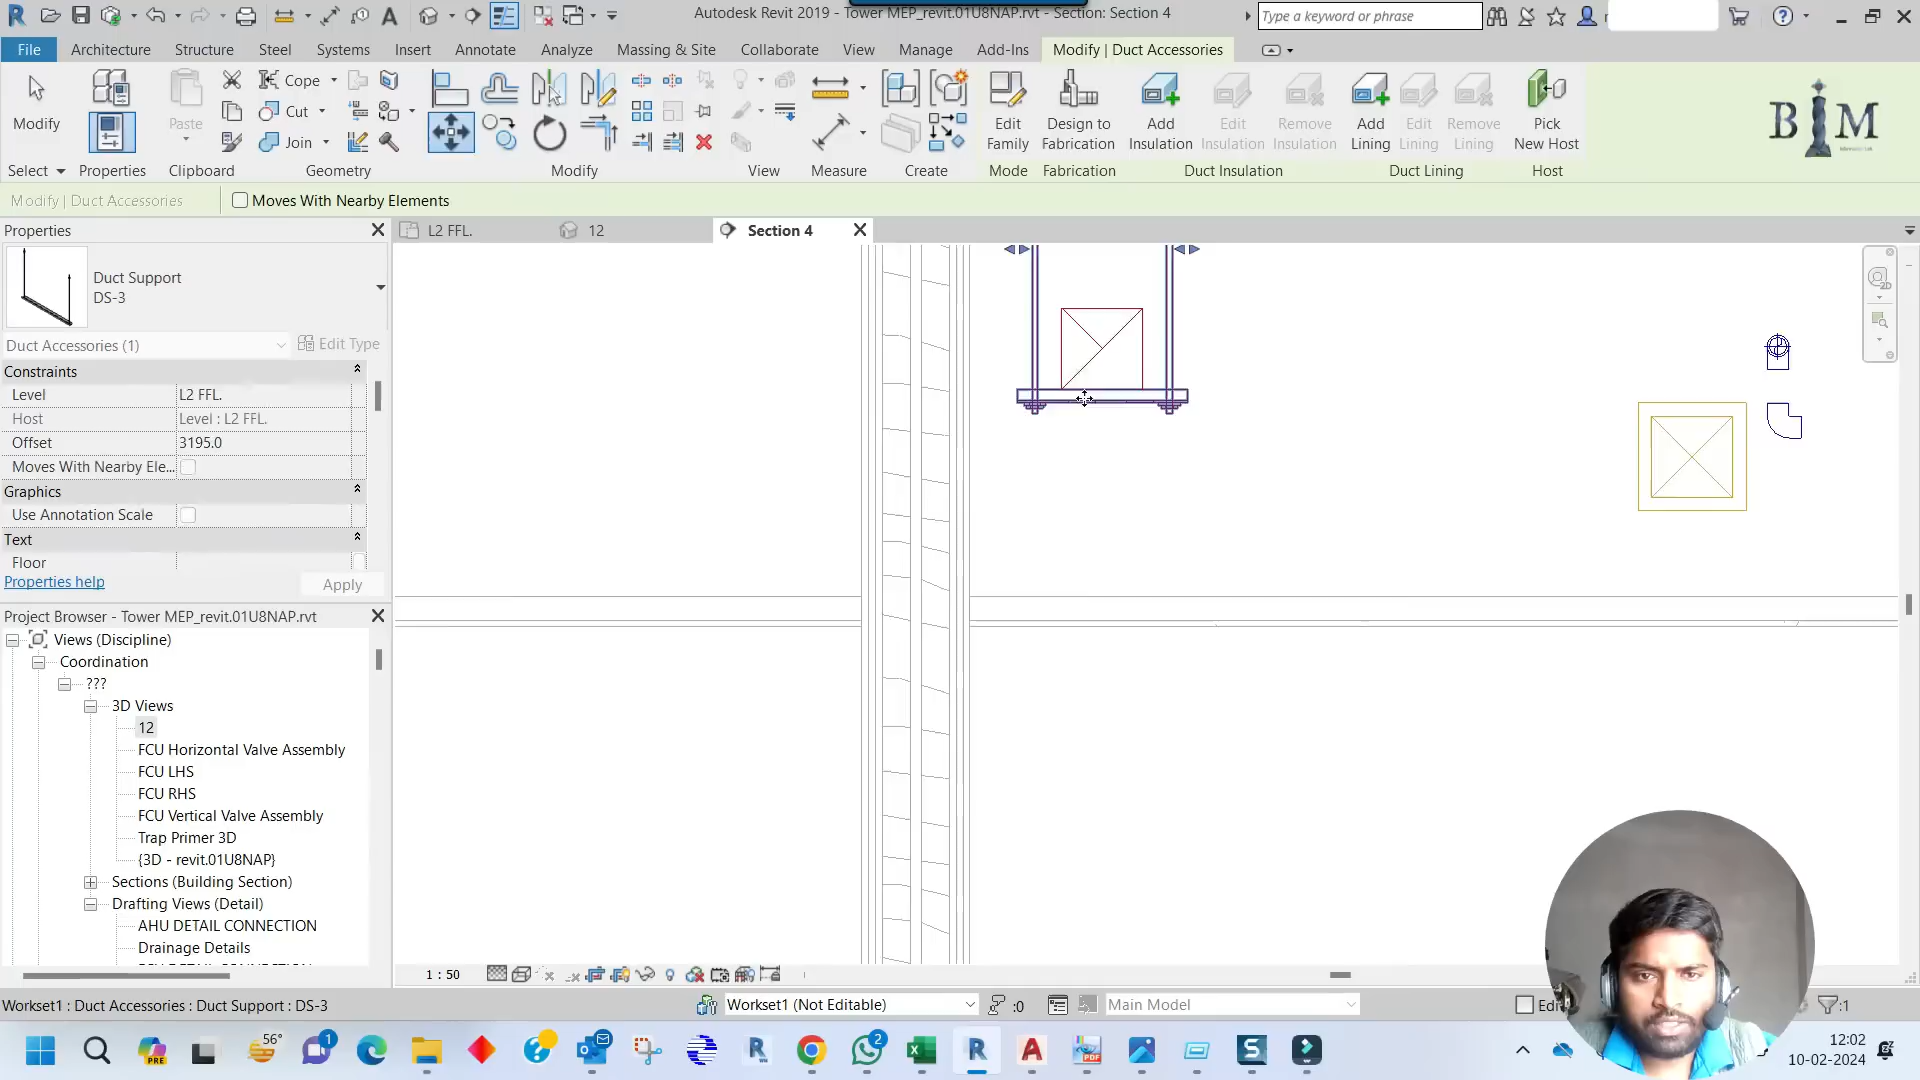 Autodesk Revit 2019 - Tower MEP_revit.01U8NAP.rvt - Section: Section 4
Type a keyword or phrase
File
Architecture
Structure
Steel
Systems
Insert
Annotate
Analyze
Massing & Site
Collaborate
View
Manage
Add-Ins
Modify | Duct Accessories
Modify
Paste
Cope
Cut
Join
Edit
Family
Design to
Fabrication
Add
Insulation
Edit
Insulation
Remove
Insulation
Add
Lining
Edit
Lining
Remove
Lining
Pick
New Host
BIM
Select
Properties
Clipboard
Geometry
Modify
View
Measure
Create
Mode
Fabrication
Duct Insulation
Duct Lining
Host
Modify | Duct Accessories
Moves With Nearby Elements
Properties
L2 FFL.
12
Section 4
Duct Support
DS-3
Duct Accessories (1)
Edit Type
Constraints
Level
L2 FFL.
Host
Level : L2 FFL.
Offset
3195.0
Moves With Nearby Ele...
Graphics
Use Annotation Scale
Text
Floor
Properties help
Apply
2D
Project Browser - Tower MEP_revit.01U8NAP.rvt
Views (Discipline)
Coordination
???
3D Views
12
FCU Horizontal Valve Assembly
FCU LHS
FCU RHS
FCU Vertical Valve Assembly
Trap Primer 3D
{3D - revit.01U8NAP}
Sections (Building Section)
Drafting Views (Detail)
AHU DETAIL CONNECTION
Drainage Details
1 : 50
Workset1 : Duct Accessories : Duct Support : DS-3
Workset1 (Not Editable)
:0
Main Model
:1
PRE
56°
1
2
12:02
10-02-2024